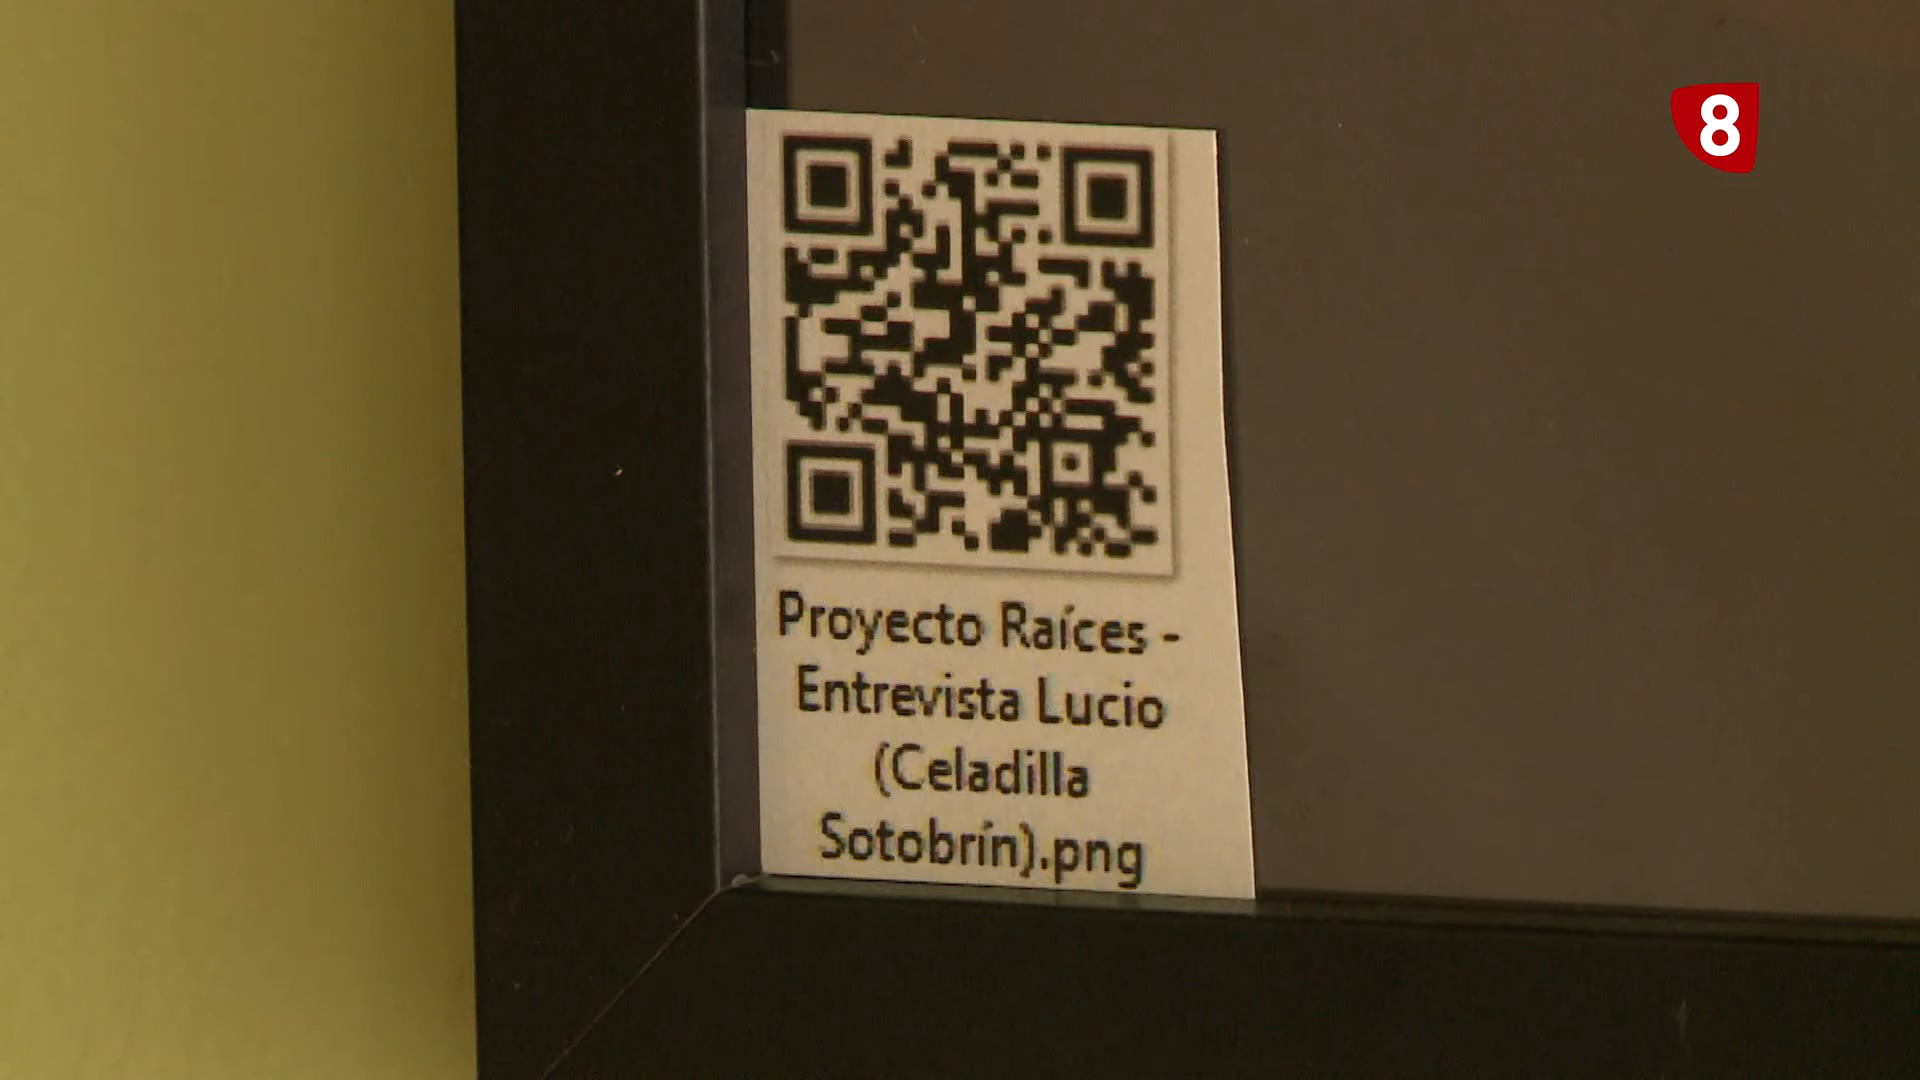 8
Proyecto Raíces -
Entrevista Lucio
(Celadilla
Sotobrín).png